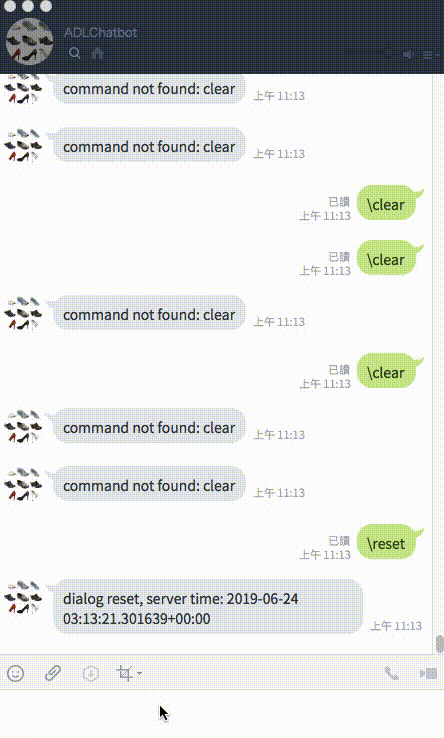 ADLChatbot
command not found: clear
上午 11:13
command not found: clear
上午 11:13
已讀
上午 11:13
\clear
已讀
上午 11:13
\clear
command not found: clear
上午 11:13
已讀
上午 11:13
\clear
command not found: clear
上午 11:13
command not found: clear
上午 11:13
已讀
上午 11:13
\reset
dialog reset, server time: 2019-06-24
03:13:21.301639+00:00
上午 11:13